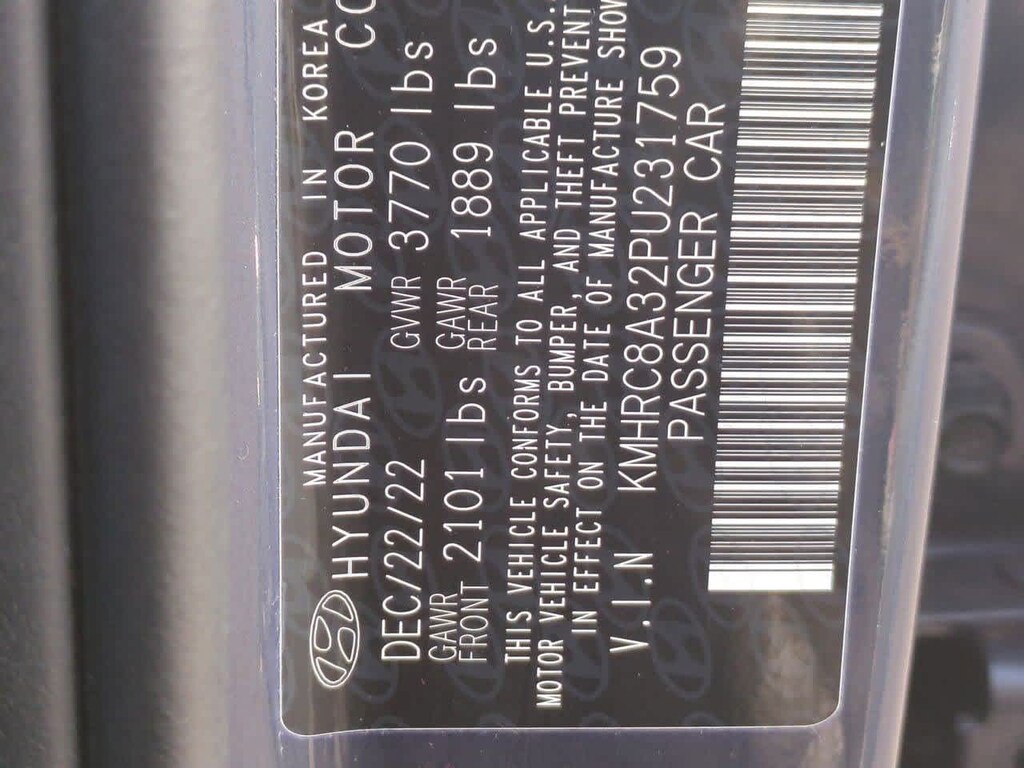 MANUFACTURED IN KOREA
HYUNDAI MOTOR CO
DEC/22/22 GVWR 3770 lbs
GAWR FRONT 2101 lbs GAWR REAR 1889 lbs
THIS VEHICLE CONFORMS TO ALL APPLICABLE U.S.
MOTOR VEHICLE SAFETY, BUMPER, AND THEFT PREVENT
IN EFFECT ON THE DATE OF MANUFACTURE SHOW
V.I.N KMHRC8A32PU231759
PASSENGER CAR